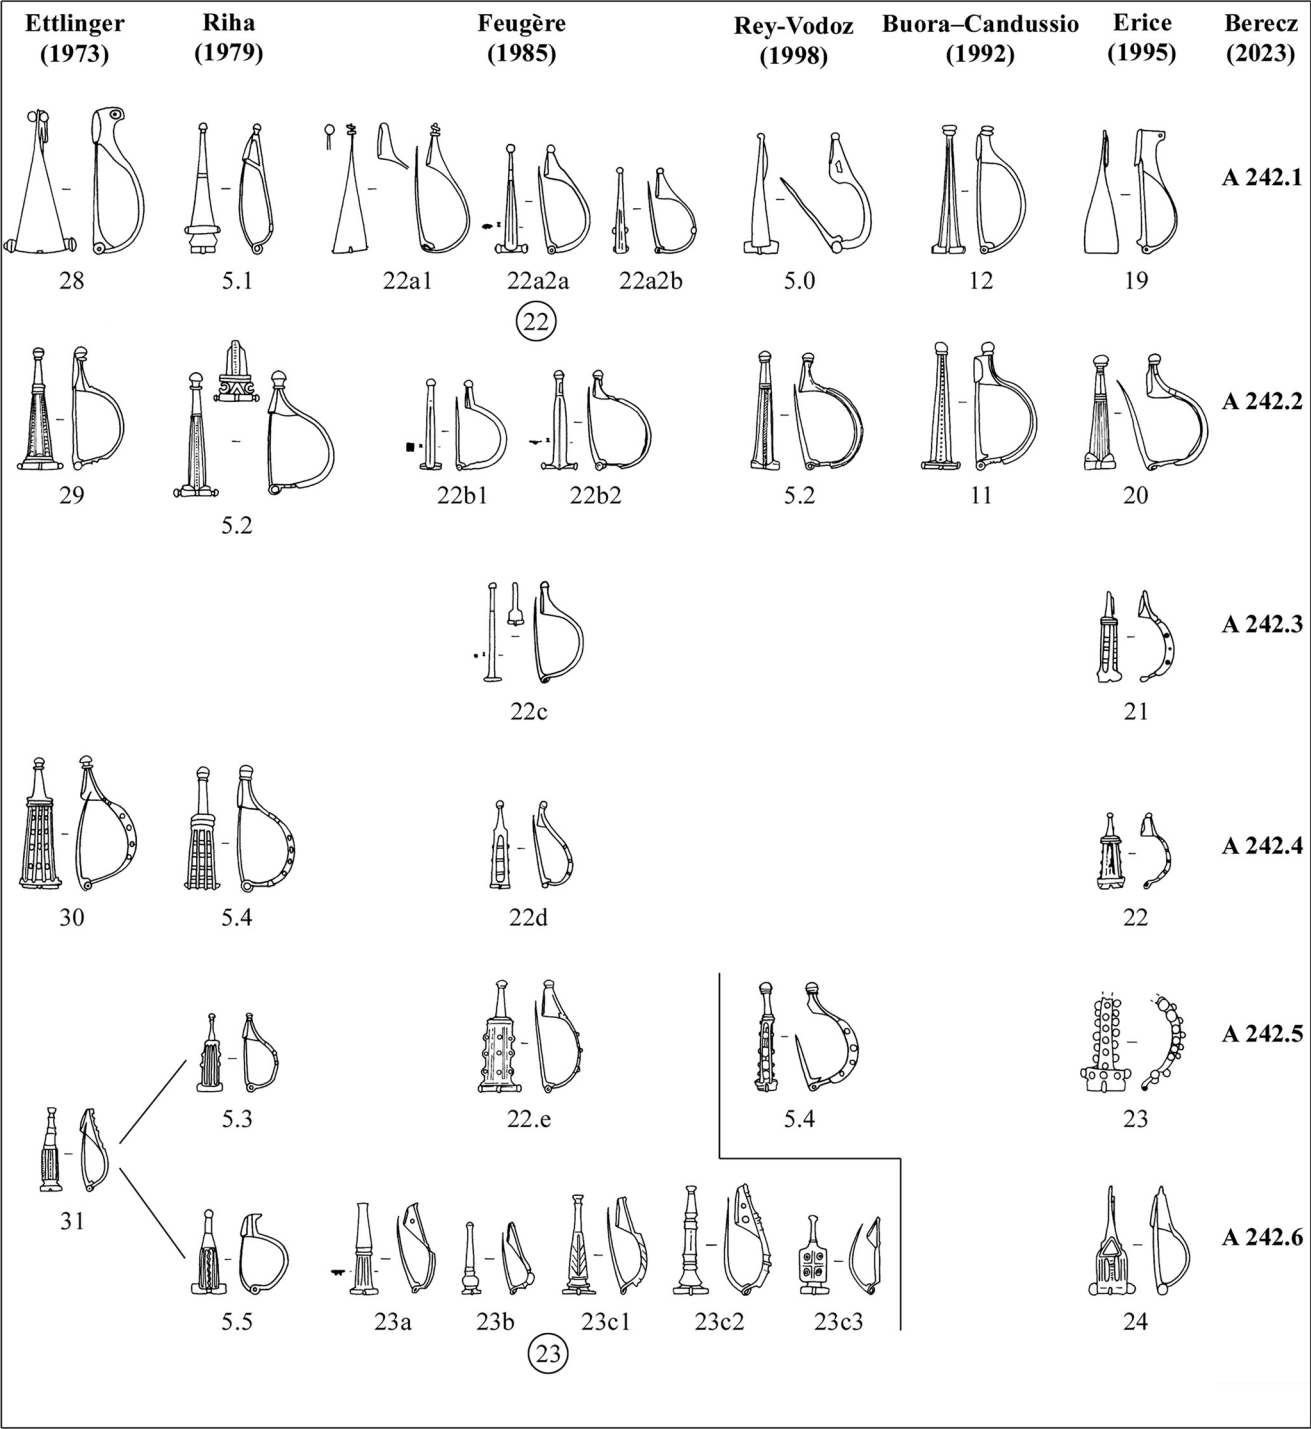 Ettlinger (1973)
Riha (1979)
Feugère (1985)
Rey-Vodoz (1998)
Buora–Candussio (1992)
Erice (1995)
Berecz (2023)
28
5.1
22a1
22a2a
22a2b
5.0
12
19
A 242.1
22
29
5.2
22b1
22b2
5.2
11
20
A 242.2
22c
21
A 242.3
30
5.4
22d
22
A 242.4
5.3
22.e
5.4
23
A 242.5
31
5.5
23a
23b
23c1
23c2
23c3
24
A 242.6
23